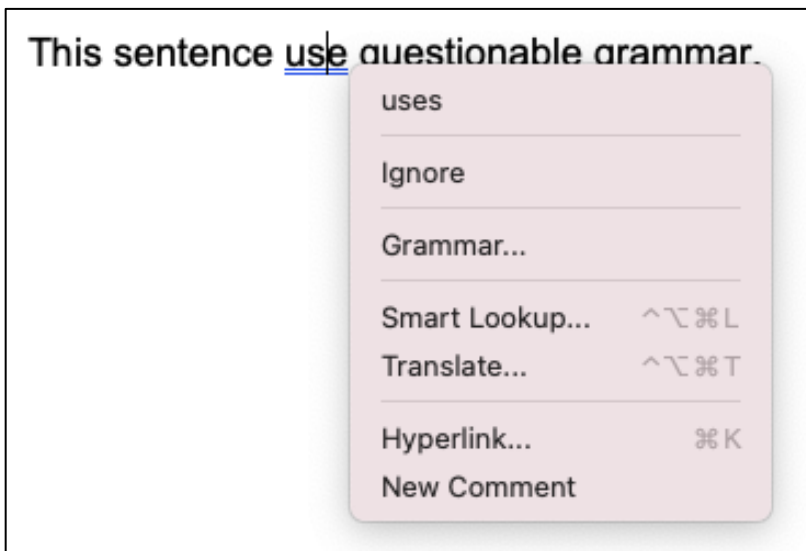 This sentence use questionable grammar.
uses
Ignore
Grammar...
Smart Lookup... ^⌥⌘L
Translate... ^⌥⌘T
Hyperlink... ⌘K
New Comment